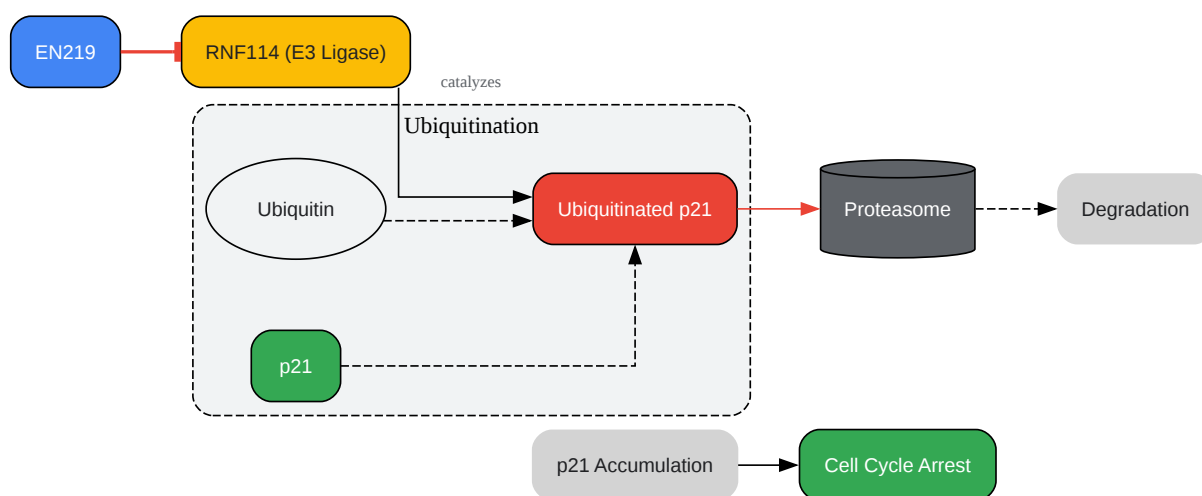 EN219
RNF114 (E3 Ligase)
catalyzes
Ubiquitination
Ubiquitin
Ubiquitinated p21
Proteasome
Degradation
p21
p21 Accumulation
Cell Cycle Arrest